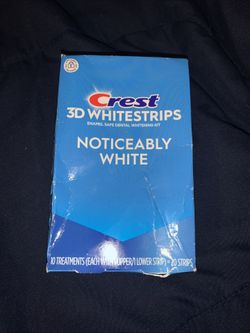 Crest
3D WHITESTRIPS
ENAMEL SAFE DENTAL WHITENING KIT
NOTICEABLY
WHITE
10 TREATMENTS (EACH WITH 1 UPPER/1 LOWER STRIP) = 20 STRIPS